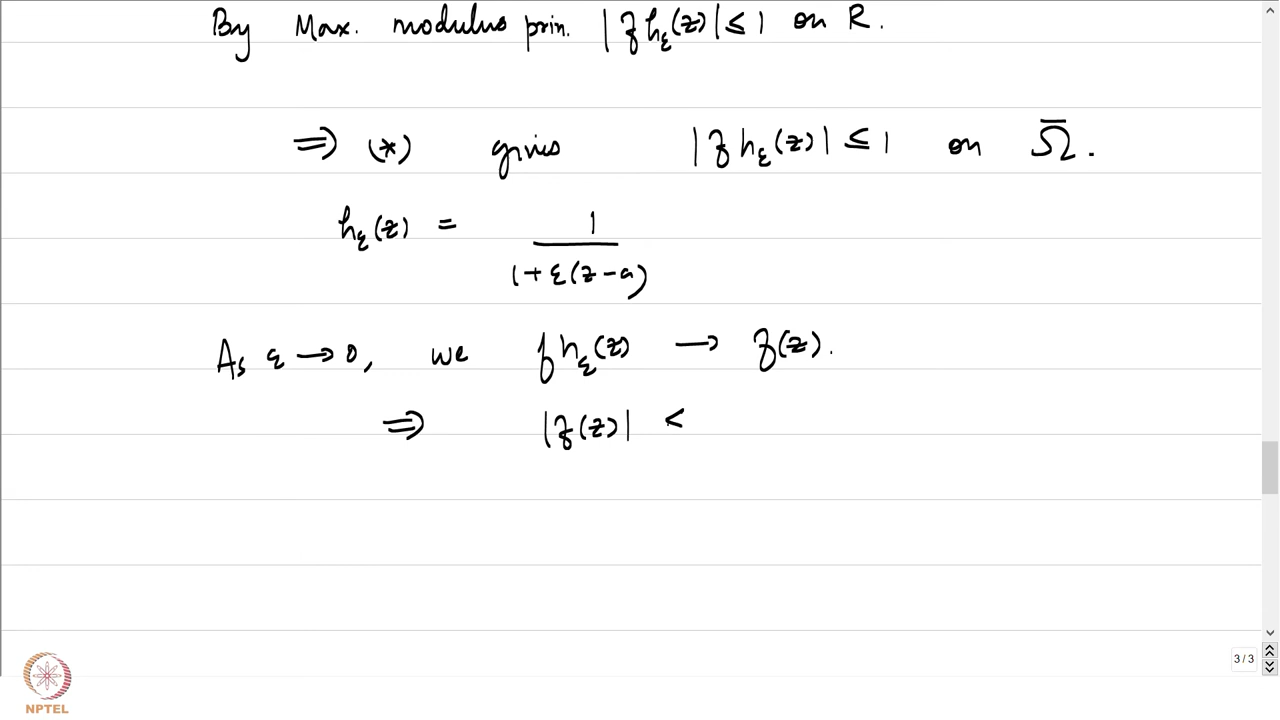 By Max. modulus prin. |f h_ε(z)| ≤ 1 on R.
⇒ (*) gives |f h_ε(z)| ≤ 1 on Ω̄.
h_ε(z) = 1 / (1 + ε(z - a))
As ε → 0, we f h_ε(z) → f(z).
⇒ |f(z)| <
3 / 3
NPTEL